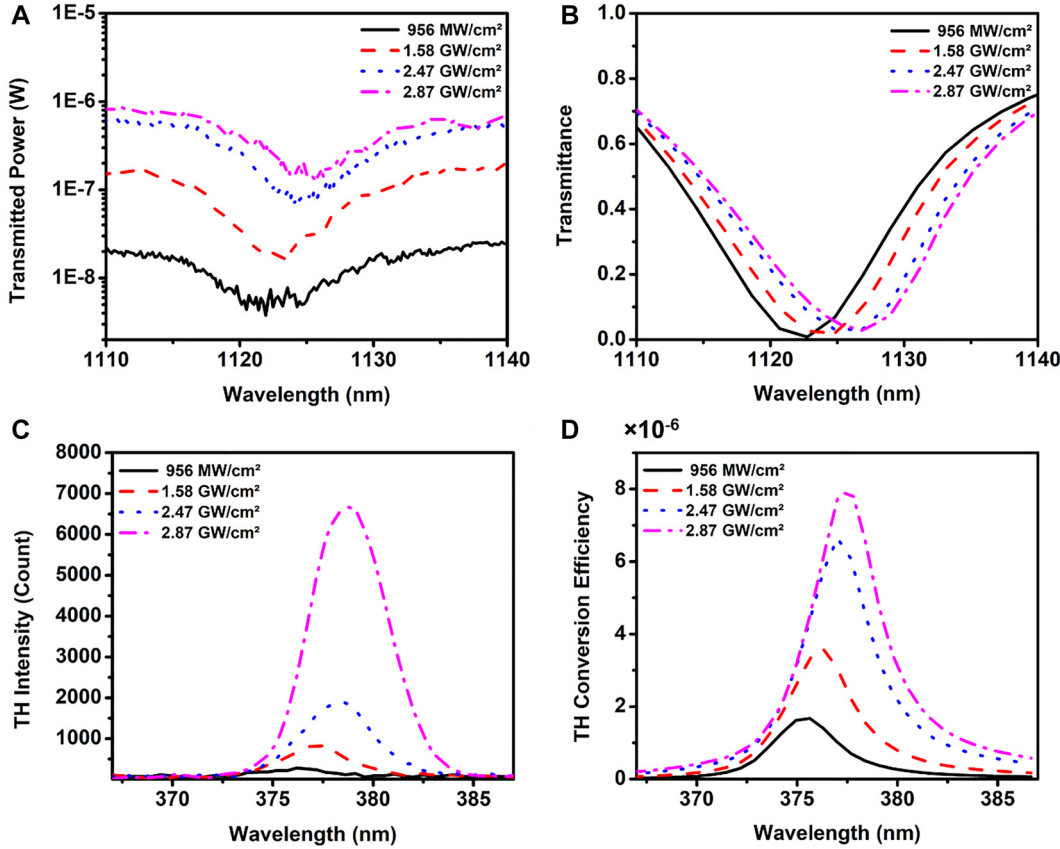 A
1E-5
1E-6
1E-7
1E-8
Transmitted Power (W)
956 MW/cm²
1.58 GW/cm²
2.47 GW/cm²
2.87 GW/cm²
1110
1120
1130
1140
Wavelength (nm)
B
1.0
0.8
0.6
0.4
0.2
0.0
Transmittance
956 MW/cm²
1.58 GW/cm²
2.47 GW/cm²
2.87 GW/cm²
1110
1120
1130
1140
Wavelength (nm)
C
8000
7000
6000
5000
4000
3000
2000
1000
TH Intensity (Count)
956 MW/cm²
1.58 GW/cm²
2.47 GW/cm²
2.87 GW/cm²
370
375
380
385
Wavelength (nm)
D
×10⁻⁶
8
6
4
2
0
TH Conversion Efficiency
956 MW/cm²
1.58 GW/cm²
2.47 GW/cm²
2.87 GW/cm²
370
375
380
385
Wavelength (nm)